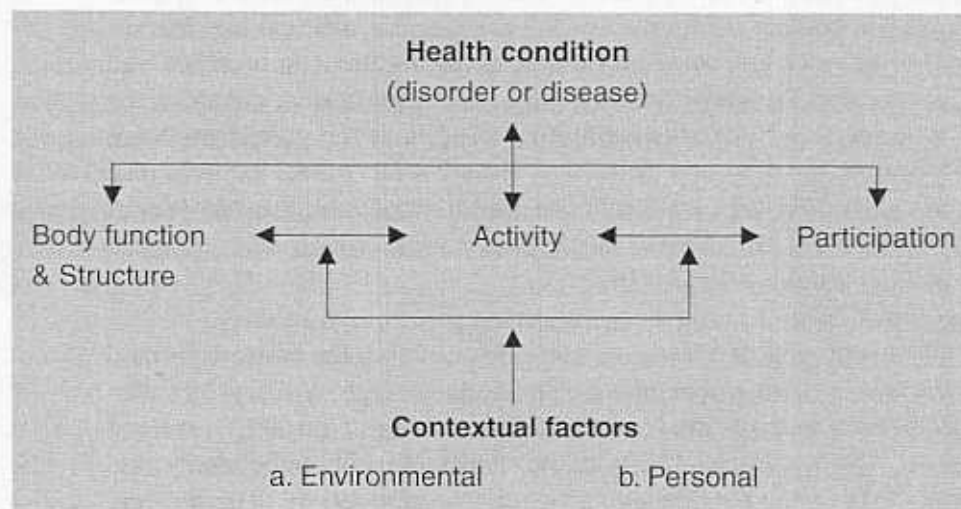 Health condition
(disorder or disease)
Body function
& Structure
Activity
Participation
Contextual factors
a. Environmental
b. Personal